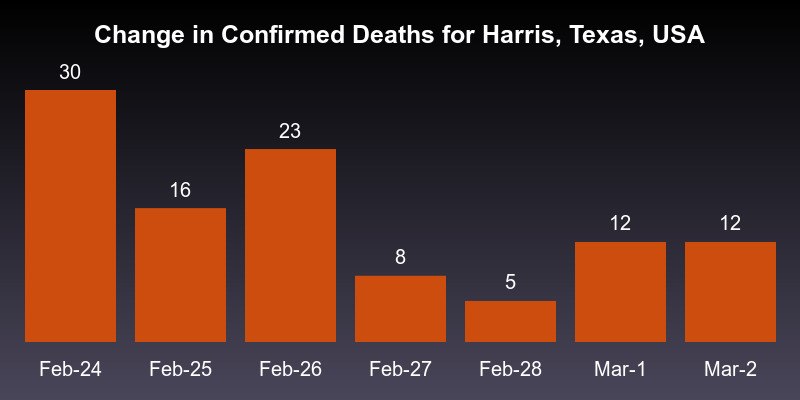 Change in Confirmed Deaths for Harris, Texas, USA
30
16
23
8
5
12
12
Feb-24
Feb-25
Feb-26
Feb-27
Feb-28
Mar-1
Mar-2